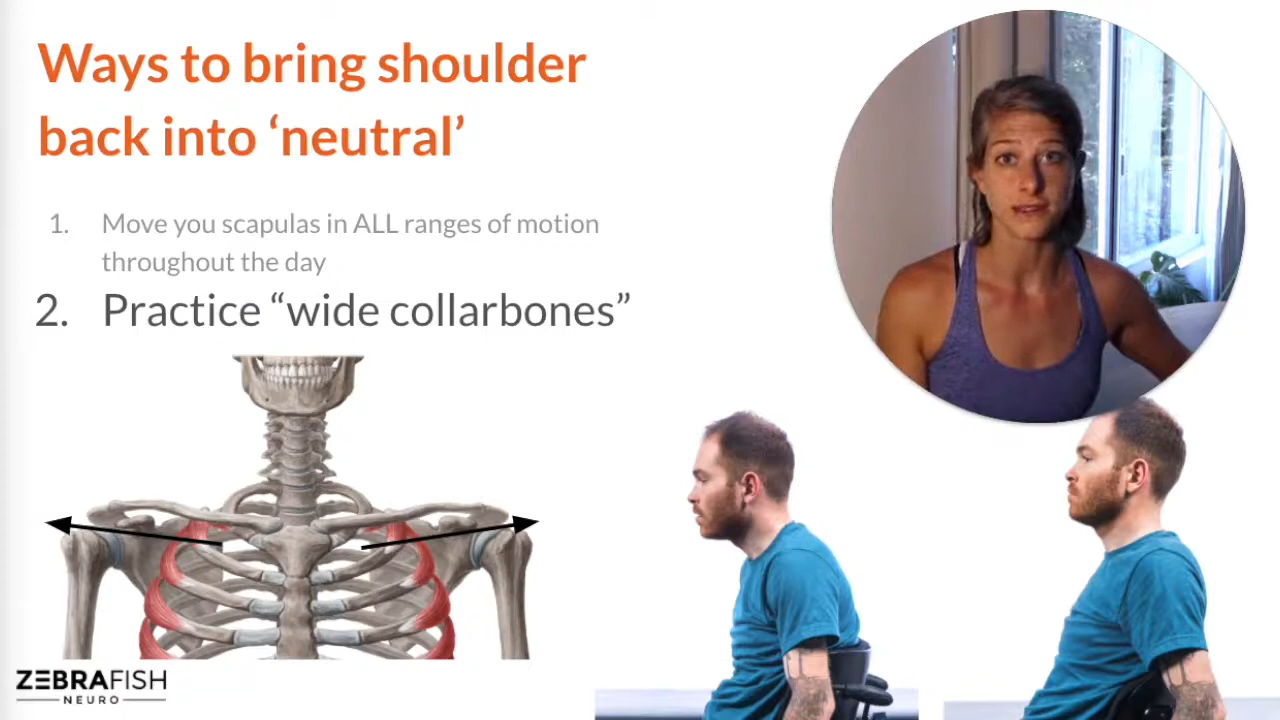 Ways to bring shoulder
back into ‘neutral’
1. Move you scapulas in ALL ranges of motion
throughout the day
2. Practice “wide collarbones”
ZEBRAFISH
NEURO